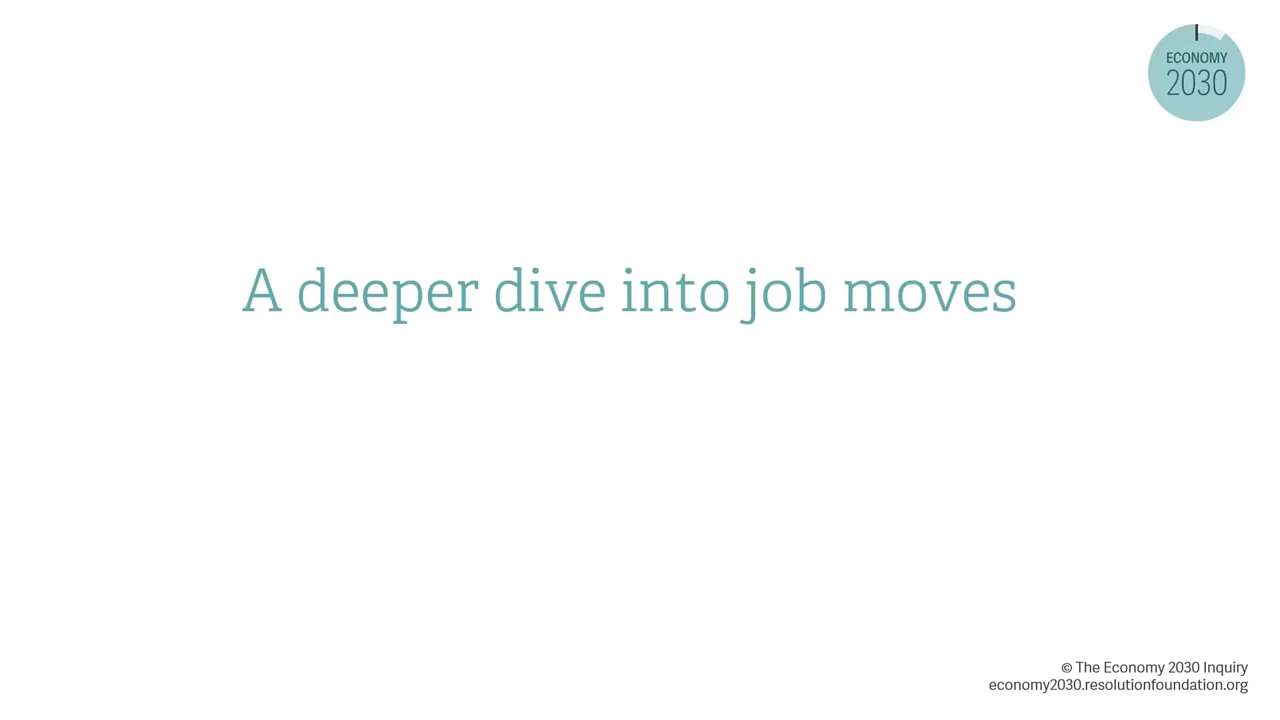 ECONOMY
2030
A deeper dive into job moves
© The Economy 2030 Inquiry
economy2030.resolutionfoundation.org